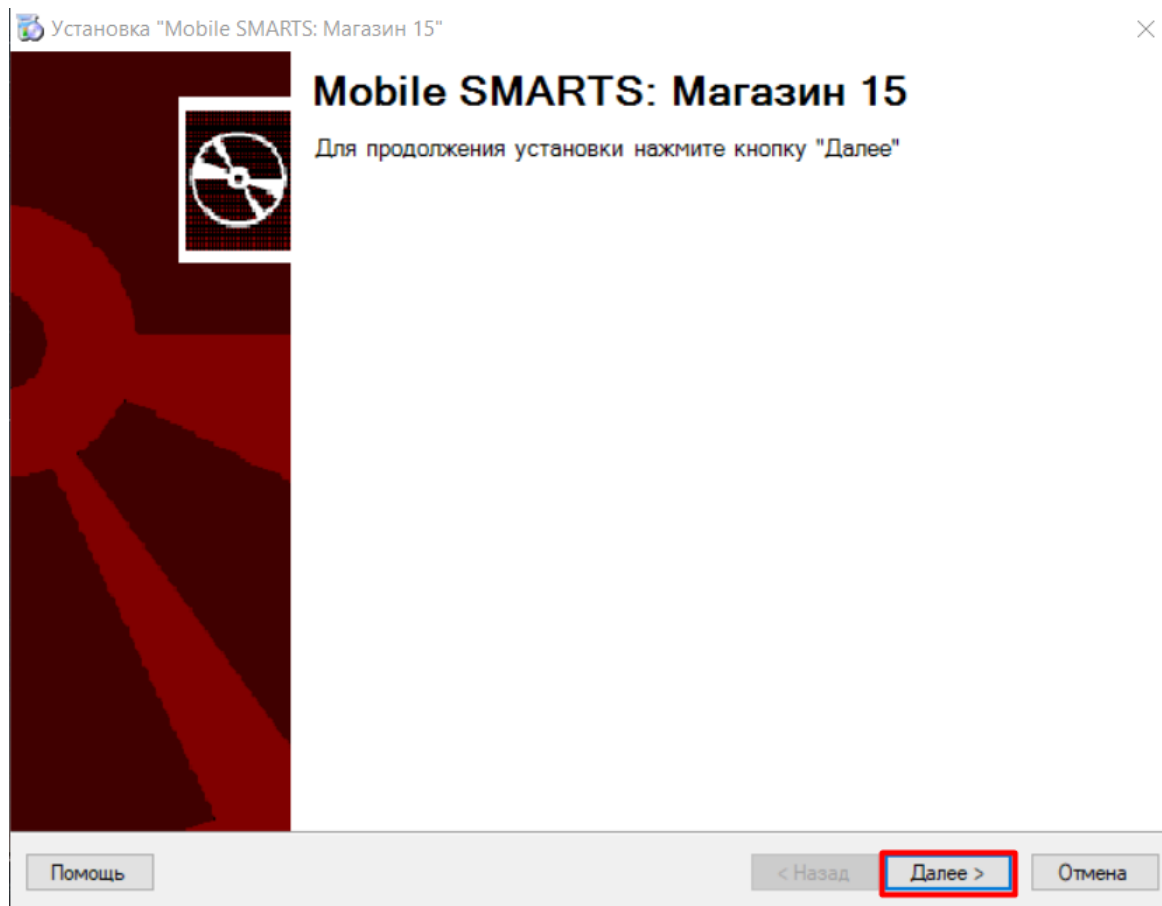 Установка "Mobile SMARTS: Магазин 15"
Mobile SMARTS: Магазин 15
Для продолжения установки нажмите кнопку "Далее"
Помощь
< Назад
Далее >
Отмена